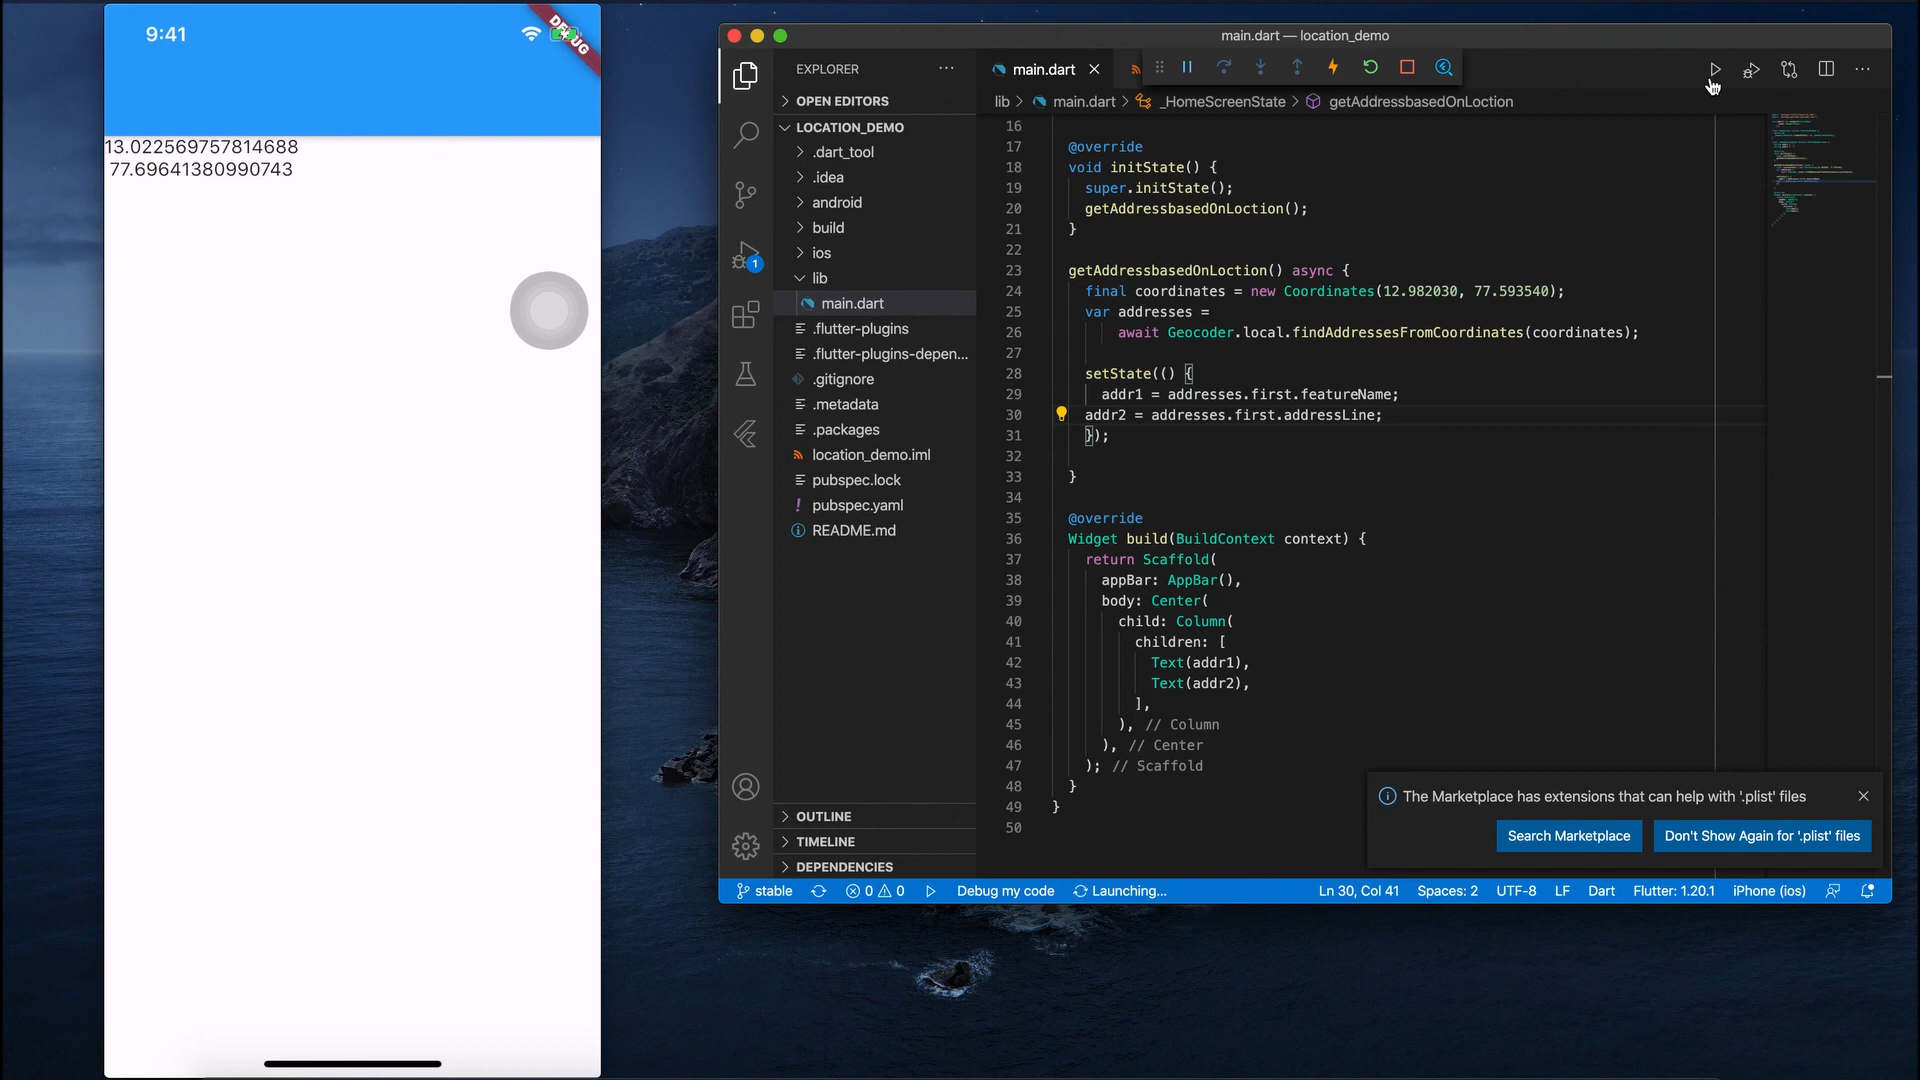 9:41
DEBUG
13.022569757814688
77.69641380990743
main.dart — location_demo
EXPLORER
main.dart
OPEN EDITORS
lib > main.dart > _HomeScreenState > getAddressbasedOnLoction
LOCATION_DEMO
.dart_tool
.idea
android
build
ios
lib
main.dart
.flutter-plugins
.flutter-plugins-depen...
.gitignore
.metadata
.packages
location_demo.iml
pubspec.lock
pubspec.yaml
README.md
OUTLINE
TIMELINE
DEPENDENCIES
1
16
17 @override
18 void initState() {
19 super.initState();
20 getAddressbasedOnLoction();
21 }
22
23 getAddressbasedOnLoction() async {
24 final coordinates = new Coordinates(12.982030, 77.593540);
25 var addresses =
26 await Geocoder.local.findAddressesFromCoordinates(coordinates);
27
28 setState(() {
29 addr1 = addresses.first.featureName;
30 addr2 = addresses.first.addressLine;
31 });
32
33 }
34
35 @override
36 Widget build(BuildContext context) {
37 return Scaffold(
38 appBar: AppBar(),
39 body: Center(
40 child: Column(
41 children: [
42 Text(addr1),
43 Text(addr2),
44 ],
45 ), // Column
46 ), // Center
47 ); // Scaffold
48 }
49 }
50
The Marketplace has extensions that can help with '.plist' files
Search Marketplace
Don't Show Again for '.plist' files
stable 0 0 Debug my code Launching... Ln 30, Col 41 Spaces: 2 UTF-8 LF Dart Flutter: 1.20.1 iPhone (ios)